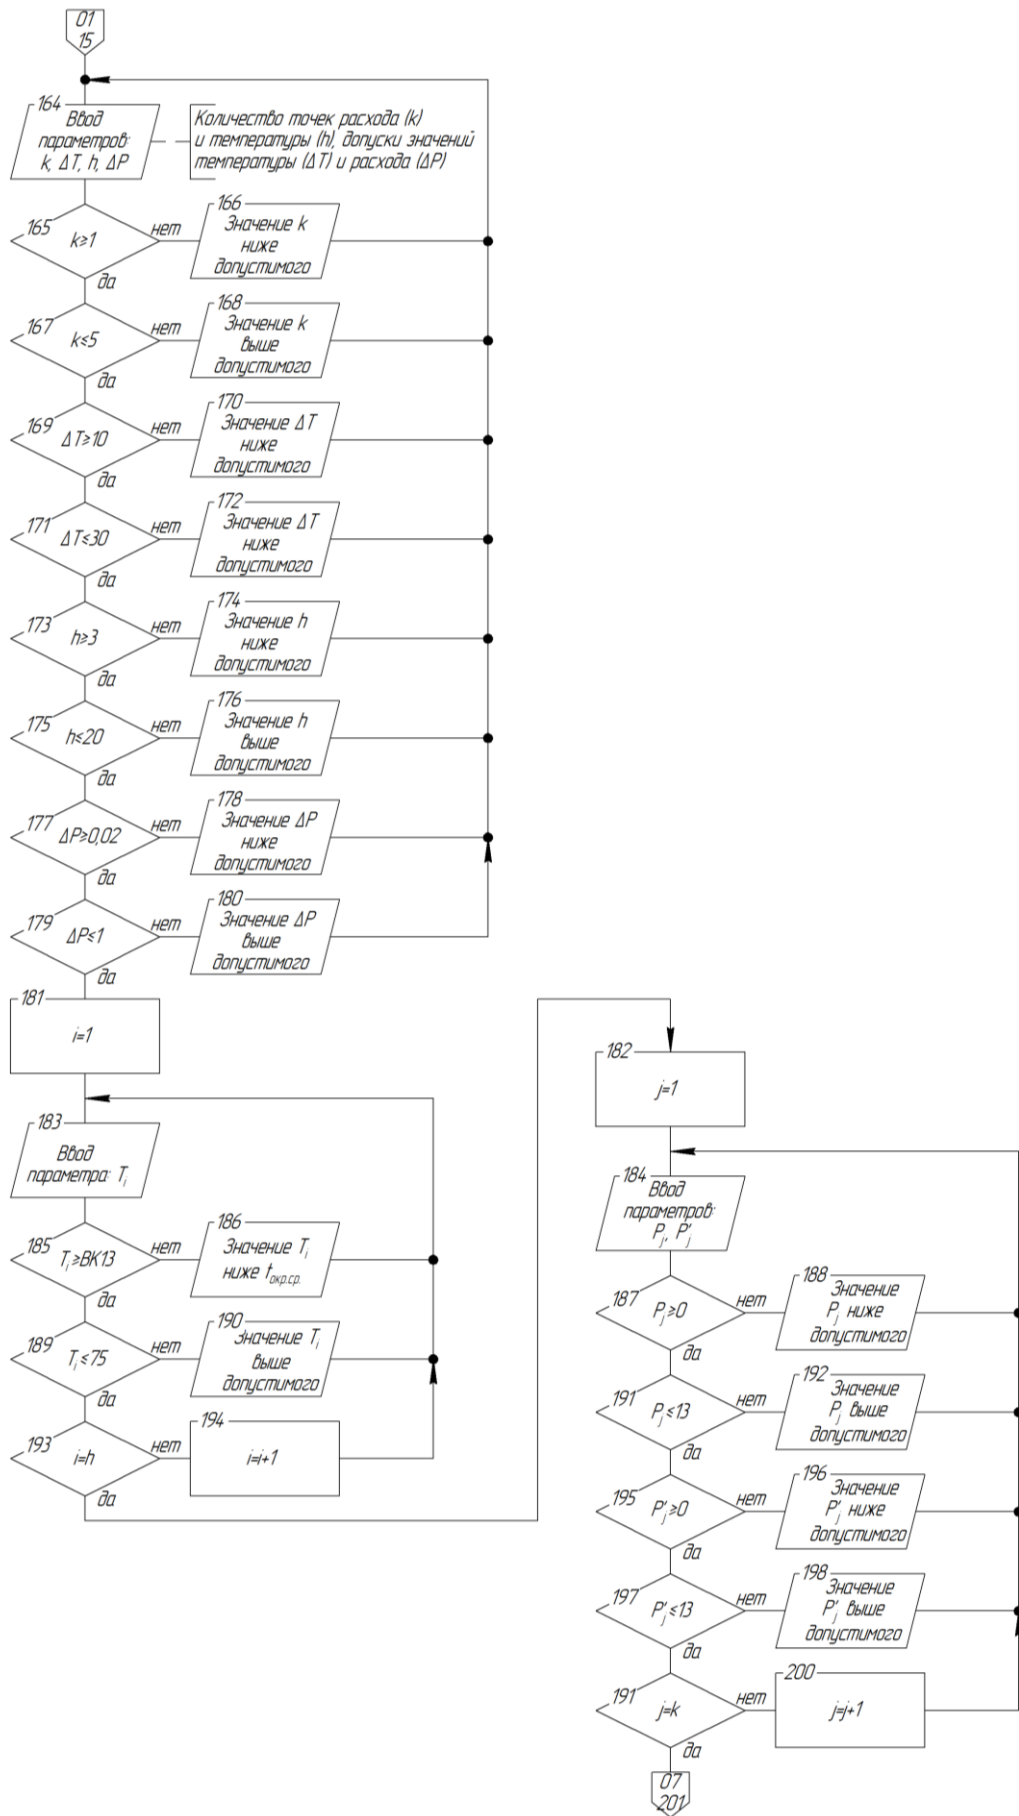 01
15
164
Ввод
параметров:
k, ΔT, h, ΔP
Количество точек расхода (k)
и температуры (h), допуски значений
температуры (ΔT) и расхода (ΔP)
165
k≥1
нет
да
166
Значение k
ниже
допустимого
167
k≤5
нет
да
168
Значение k
выше
допустимого
169
ΔT≥10
нет
да
170
Значение ΔT
ниже
допустимого
171
ΔT≤30
нет
да
172
Значение ΔT
ниже
допустимого
173
h≥3
нет
да
174
Значение h
ниже
допустимого
175
h≤20
нет
да
176
Значение h
выше
допустимого
177
ΔP≥0,02
нет
да
178
Значение ΔP
ниже
допустимого
179
ΔP≤1
нет
да
180
Значение ΔP
выше
допустимого
181
i=1
183
Ввод
параметра: Ti
185
Ti≥ВК13
нет
да
186
Значение Ti
ниже tокр.ср.
189
Ti≤75
нет
да
190
Значение Ti
выше
допустимого
193
i=h
нет
да
194
i=i+1
182
j=1
184
Ввод
параметров:
Pj, P'j
187
Pj≥0
нет
да
188
Значение
Pj ниже
допустимого
191
Pj≤13
нет
да
192
Значение
Pj выше
допустимого
195
P'j≥0
нет
да
196
Значение
P'j ниже
допустимого
197
P'j≤13
нет
да
198
Значение
P'j выше
допустимого
191
j=k
нет
да
200
j=j+1
07
201